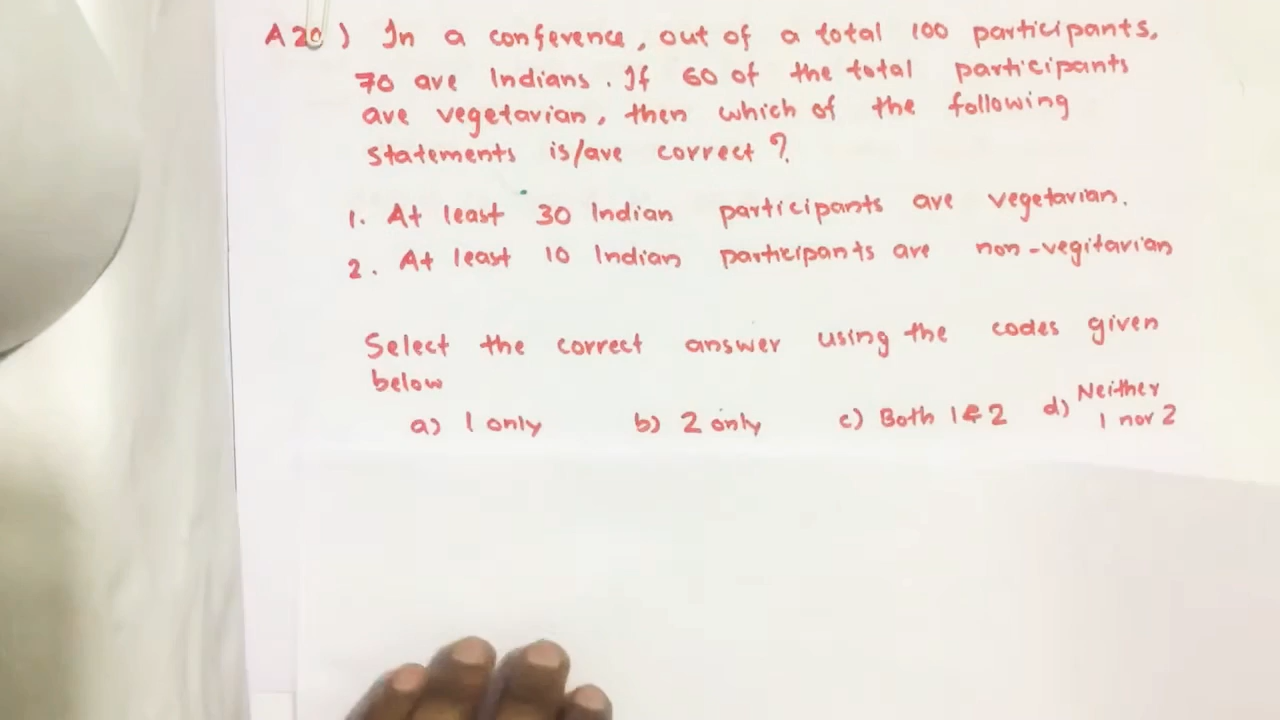 A20) In a conference, out of a total 100 participants,
70 are Indians. If 60 of the total participants
are vegetarian, then which of the following
statements is/are correct?
1. At least 30 Indian participants are vegetarian.
2. At least 10 Indian participants are non-vegitarian
Select the correct answer using the codes given
below
a) 1 only b) 2 only c) Both 1 & 2 d) Neither
1 nor 2